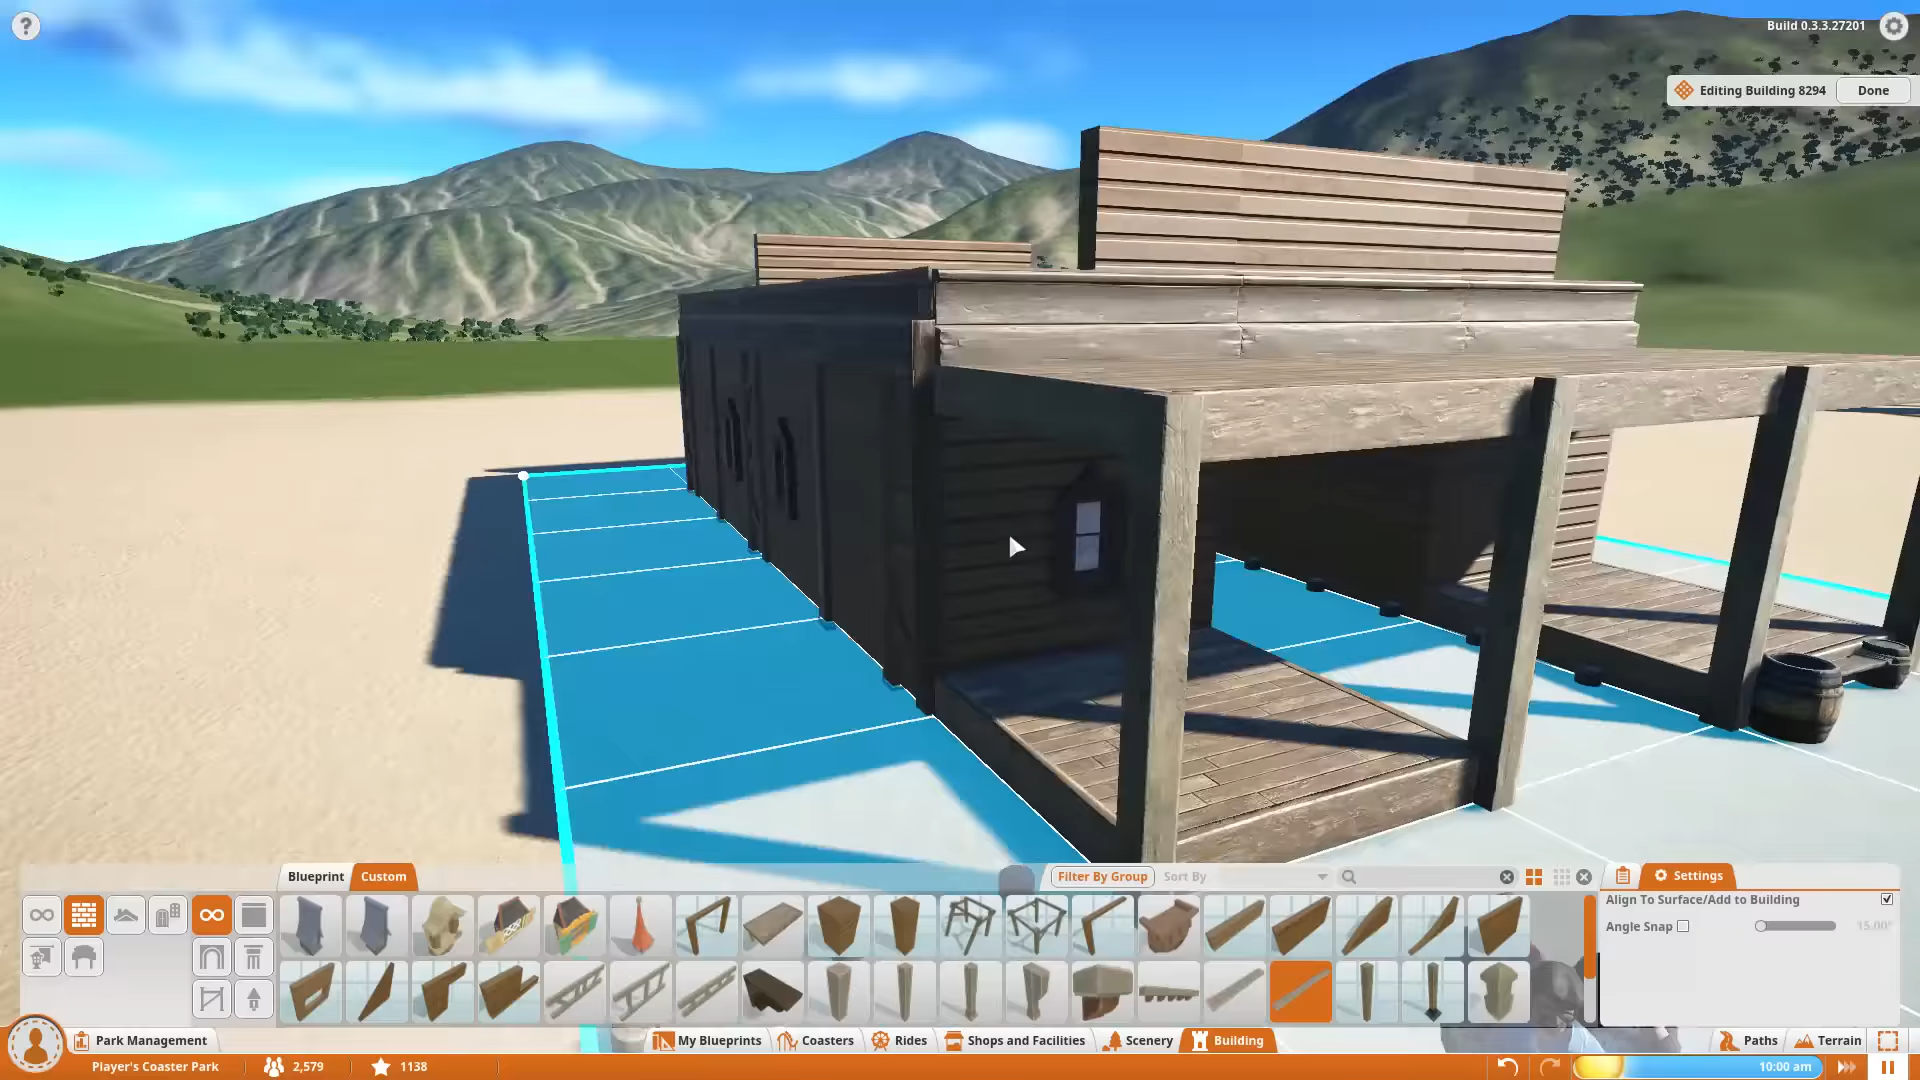 ?
Build 0.3.3.27201
Editing Building 8294
Done
Blueprint
Custom
Filter By Group
Sort By
Settings
Align To Surface/Add to Building
Angle Snap
15.00°
Park Management
My Blueprints
Coasters
Rides
Shops and Facilities
Scenery
Building
Paths
Terrain
Player's Coaster Park
2,579
1138
10:00 am